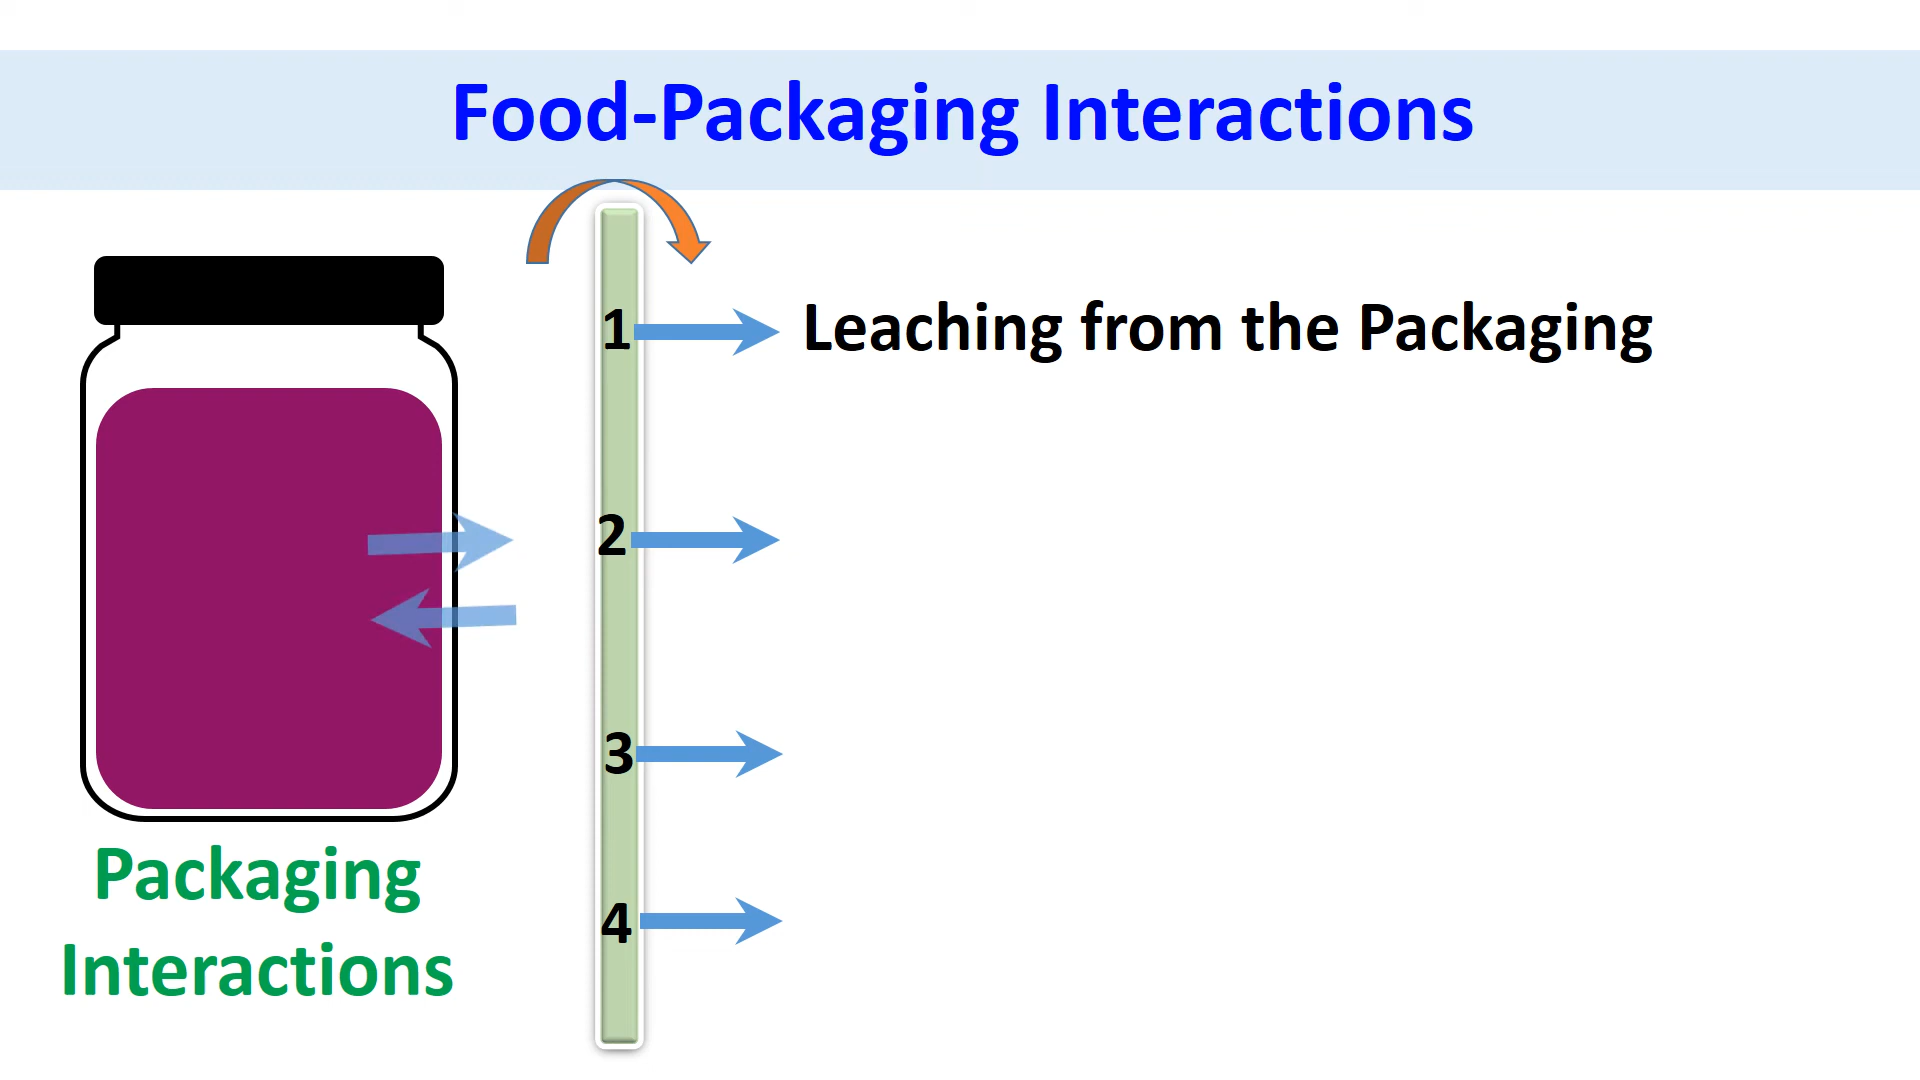 Food-Packaging Interactions
1 Leaching from the Packaging
2
3
4
Packaging
Interactions